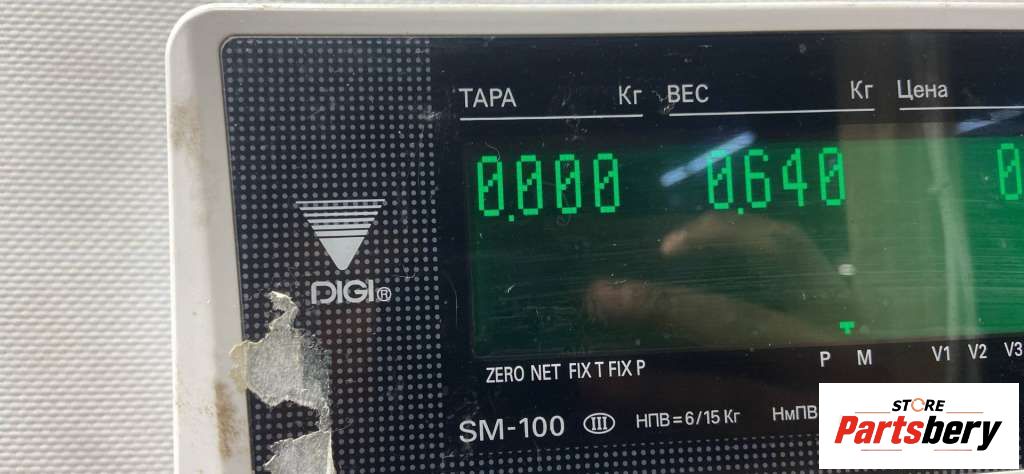 ТАРА Кг ВЕС Кг Цена
0.000 0.640 0
DIGI®
P M V1 V2 V3
ZERO NET FIX T FIX P
SM-100 III НПВ=6/15 Кг НмПВ
STORE
Partsbery